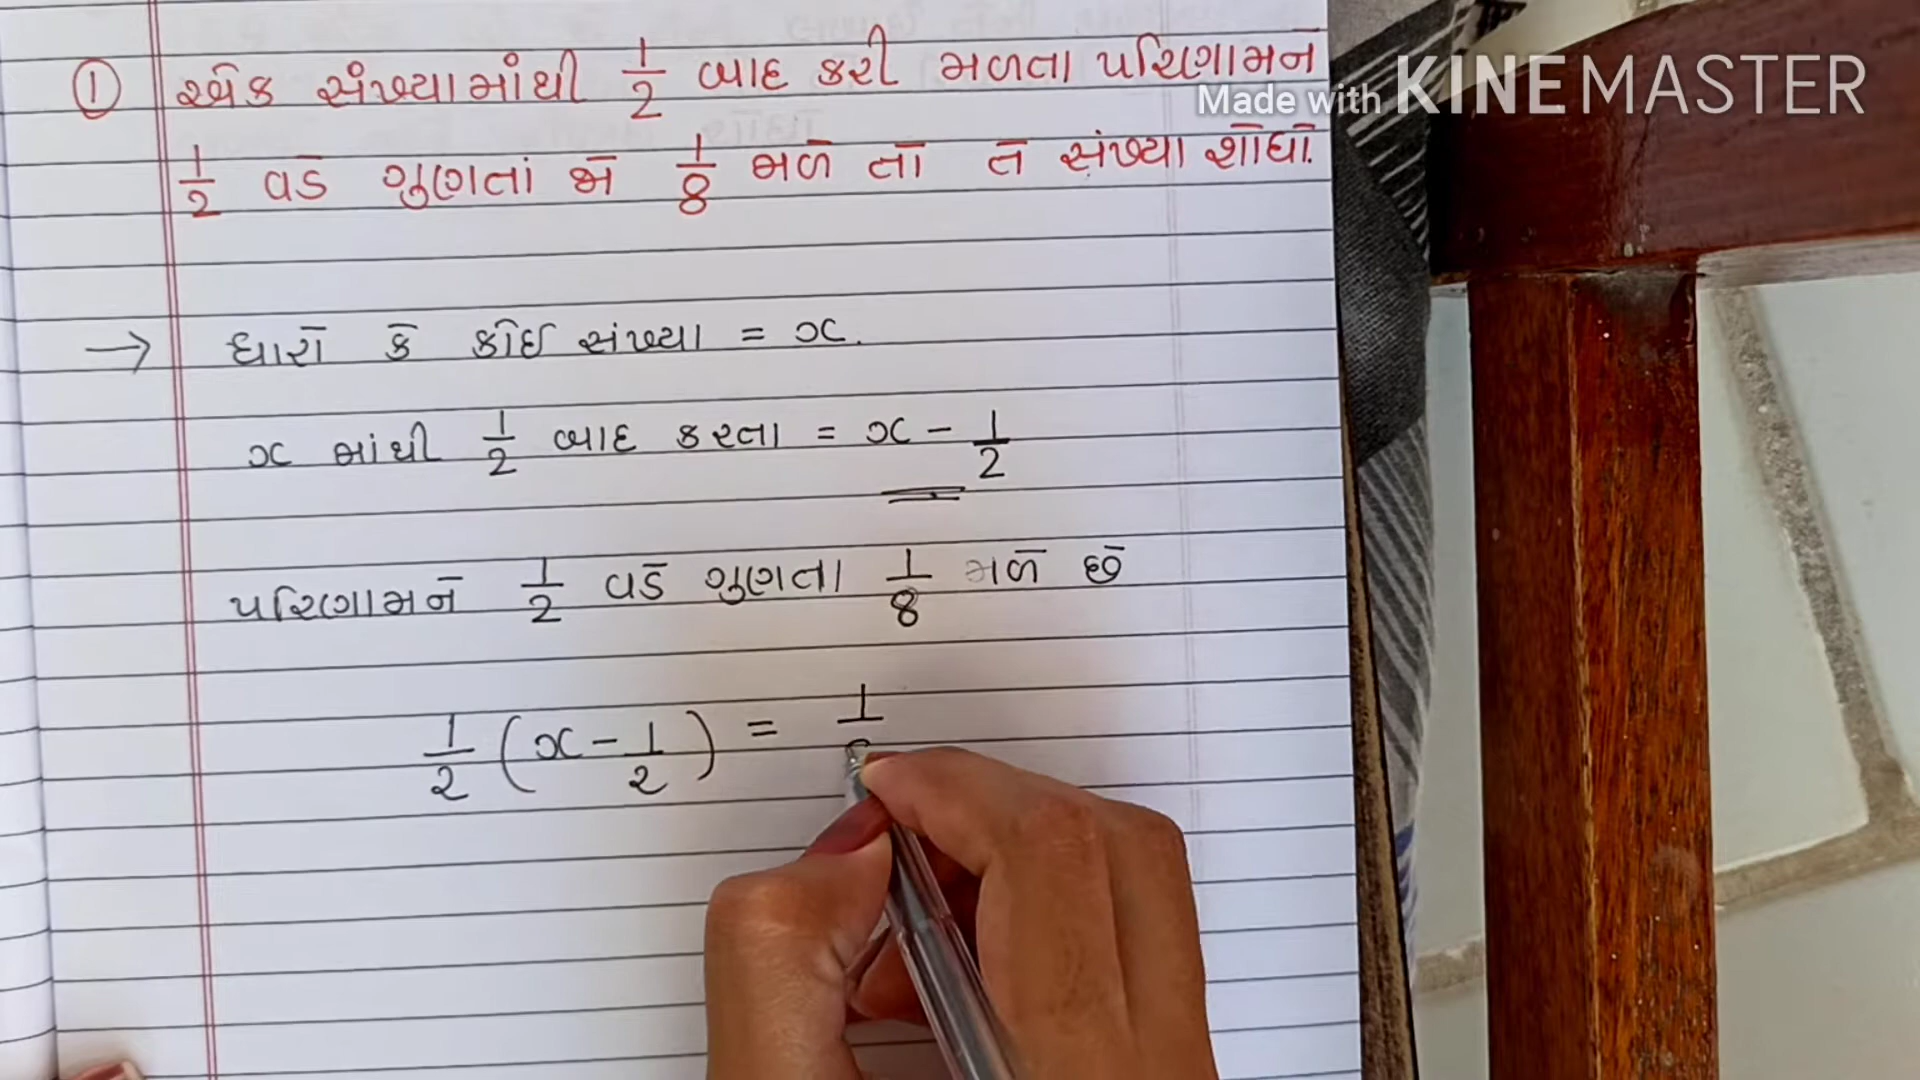 ① એક સંખ્યામાંથી 1/2 બાદ કરી મળતા પરિણામને
Made with KINEMASTER
1/2 વડે ગુણતાં જો 1/8 મળે તો તે સંખ્યા શોધો.
→ ધારો કે કોઈ સંખ્યા = x.
x માંથી 1/2 બાદ કરતા = x - 1/2
પરિણામને 1/2 વડે ગુણતા 1/8 મળે છે
1/2 (x - 1/2) = 1